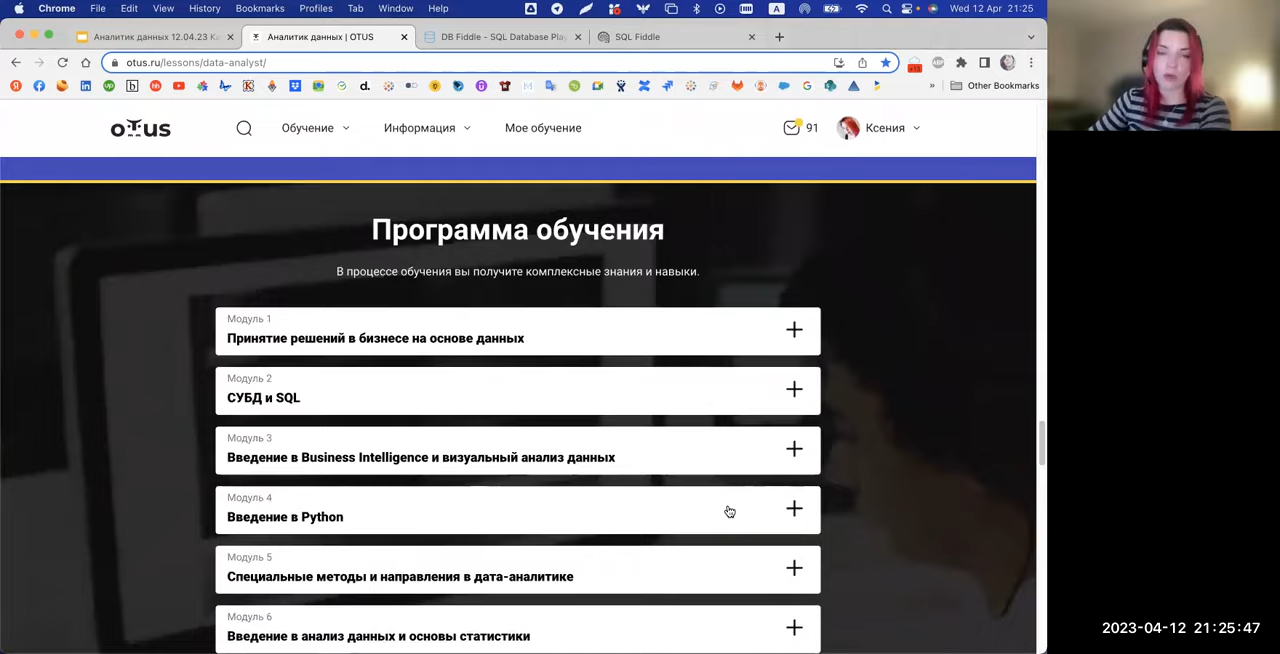 Chrome File Edit View History Bookmarks Profiles Tab Window Help
A
Wed 12 Apr 21:25
Аналитик данных 12.04.23
Аналитик данных | OTUS
DB Fiddle - SQL Database Play
SQL Fiddle
otus.ru/lessons/data-analyst/
Other Bookmarks
OTUS
Обучение
Информация
Мое обучение
91
Ксения
Программа обучения
В процессе обучения вы получите комплексные знания и навыки.
Модуль 1
Принятие решений в бизнесе на основе данных
Модуль 2
СУБД и SQL
Модуль 3
Введение в Business Intelligence и визуальный анализ данных
Модуль 4
Введение в Python
Модуль 5
Специальные методы и направления в дата-аналитике
Модуль 6
Введение в анализ данных и основы статистики
2023-04-12 21:25:47